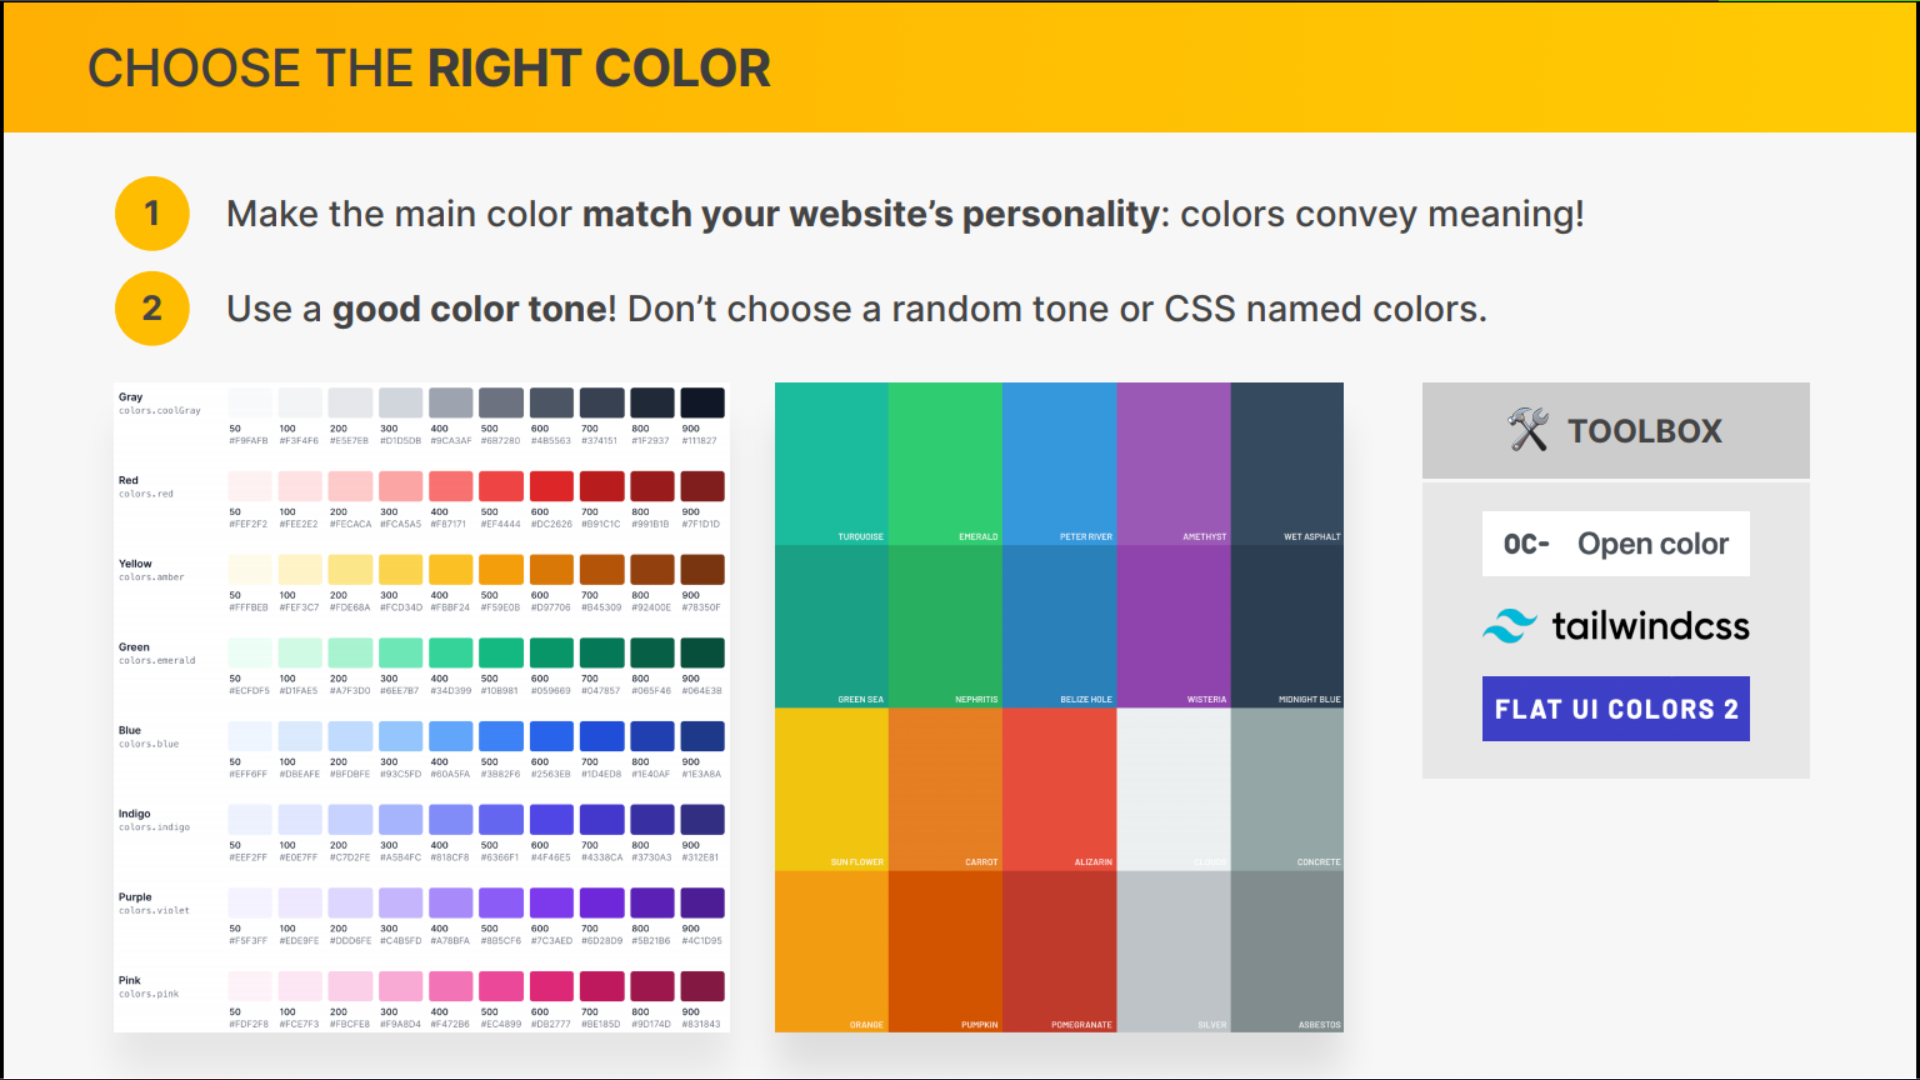 CHOOSE THE RIGHT COLOR
1 Make the main color match your website's personality: colors convey meaning!
2 Use a good color tone! Don't choose a random tone or CSS named colors.
Gray
colors.coolGray
50 100 200 300 400 500 600 700 800 900
#F9FAFB #F3F4F6 #E5E7EB #D1D5DB #9CA3AF #6B7280 #4B5563 #374151 #1F2937 #111827
Red
colors.red
50 100 200 300 400 500 600 700 800 900
#FEF2F2 #FEE2E2 #FECACA #FCA5A5 #F87171 #EF4444 #DC2626 #B91C1C #991B1B #7F1D1D
Yellow
colors.amber
50 100 200 300 400 500 600 700 800 900
#FFFBEB #FEF3C7 #FDE68A #FCD34D #FBBF24 #F59E0B #D97706 #B45309 #92400E #78350F
Green
colors.emerald
50 100 200 300 400 500 600 700 800 900
#ECFDF5 #D1FAE5 #A7F3D0 #6EE7B7 #34D399 #10B981 #059669 #047857 #065F46 #064E3B
Blue
colors.blue
50 100 200 300 400 500 600 700 800 900
#EFF6FF #DBEAFE #BFDBFE #93C5FD #60A5FA #3B82F6 #2563EB #1D4ED8 #1E40AF #1E3A8A
Indigo
colors.indigo
50 100 200 300 400 500 600 700 800 900
#EEF2FF #E0E7FF #C7D2FE #A5B4FC #818CF8 #6366F1 #4F46E5 #4338CA #3730A3 #312E81
Purple
colors.violet
50 100 200 300 400 500 600 700 800 900
#F5F3FF #EDE9FE #DDD6FE #C4B5FD #A78BFA #8B5CF6 #7C3AED #6D28D9 #5B21B6 #4C1D95
Pink
colors.pink
50 100 200 300 400 500 600 700 800 900
#FDF2F8 #FCE7F3 #FBCFE8 #F9A8D4 #F472B6 #EC4899 #DB2777 #BE185D #9D174D #831843
TURQUOISE EMERALD PETER RIVER AMETHYST WET ASPHALT
GREEN SEA NEPHRITIS BELIZE HOLE WISTERIA MIDNIGHT BLUE
SUN FLOWER CARROT ALIZARIN CONCRETE
ORANGE PUMPKIN POMEGRANATE SILVER ASBESTOS
TOOLBOX
OC- Open color
tailwindcss
FLAT UI COLORS 2